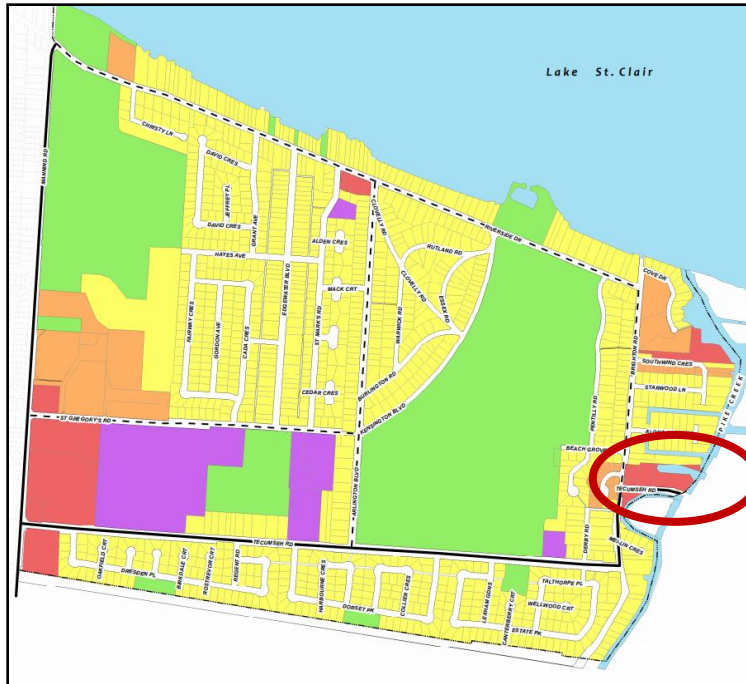 Lake St. Clair
MANNING RD
CHRISTY LN
DAVID CRES
JEFFREY PL
GRANT AVE
DAVID CRES
HAYES AVE
EDGEWATER BLVD
ALDEN CRES
CLOVELLY RD
RUTLAND RD
RIVERSIDE DR
COVE DR
MACK CRT
CLOVELLY RD
ESSEX RD
WARWICK RD
FAIRWAY CRES
GORDON AVE
CADA CRES
ST MARK'S RD
BRIGHTON RD
SOUTHWIND CRES
STARWOOD LN
PIKE CREEK
CEDAR CRES
BURLINGTON RD
KENSINGTON BLVD
PENTILLY RD
ST GREGORY'S RD
ARLINGTON BLVD
TECUMSEH RD
DERBY RD
MELLIN CRES
TECUMSEH RD
OAKFIELD CRT
DRESDEN PL
BIRKDALE CRT
ROSTREVOR CRT
REGENT RD
HARBOURNE CRES
DORSET PK
COLLIER CRES
LEXHAM GDNS
CANTERBERRY CRT
TALTHORPE PL
WELLWOOD CRT
ESTATE PK